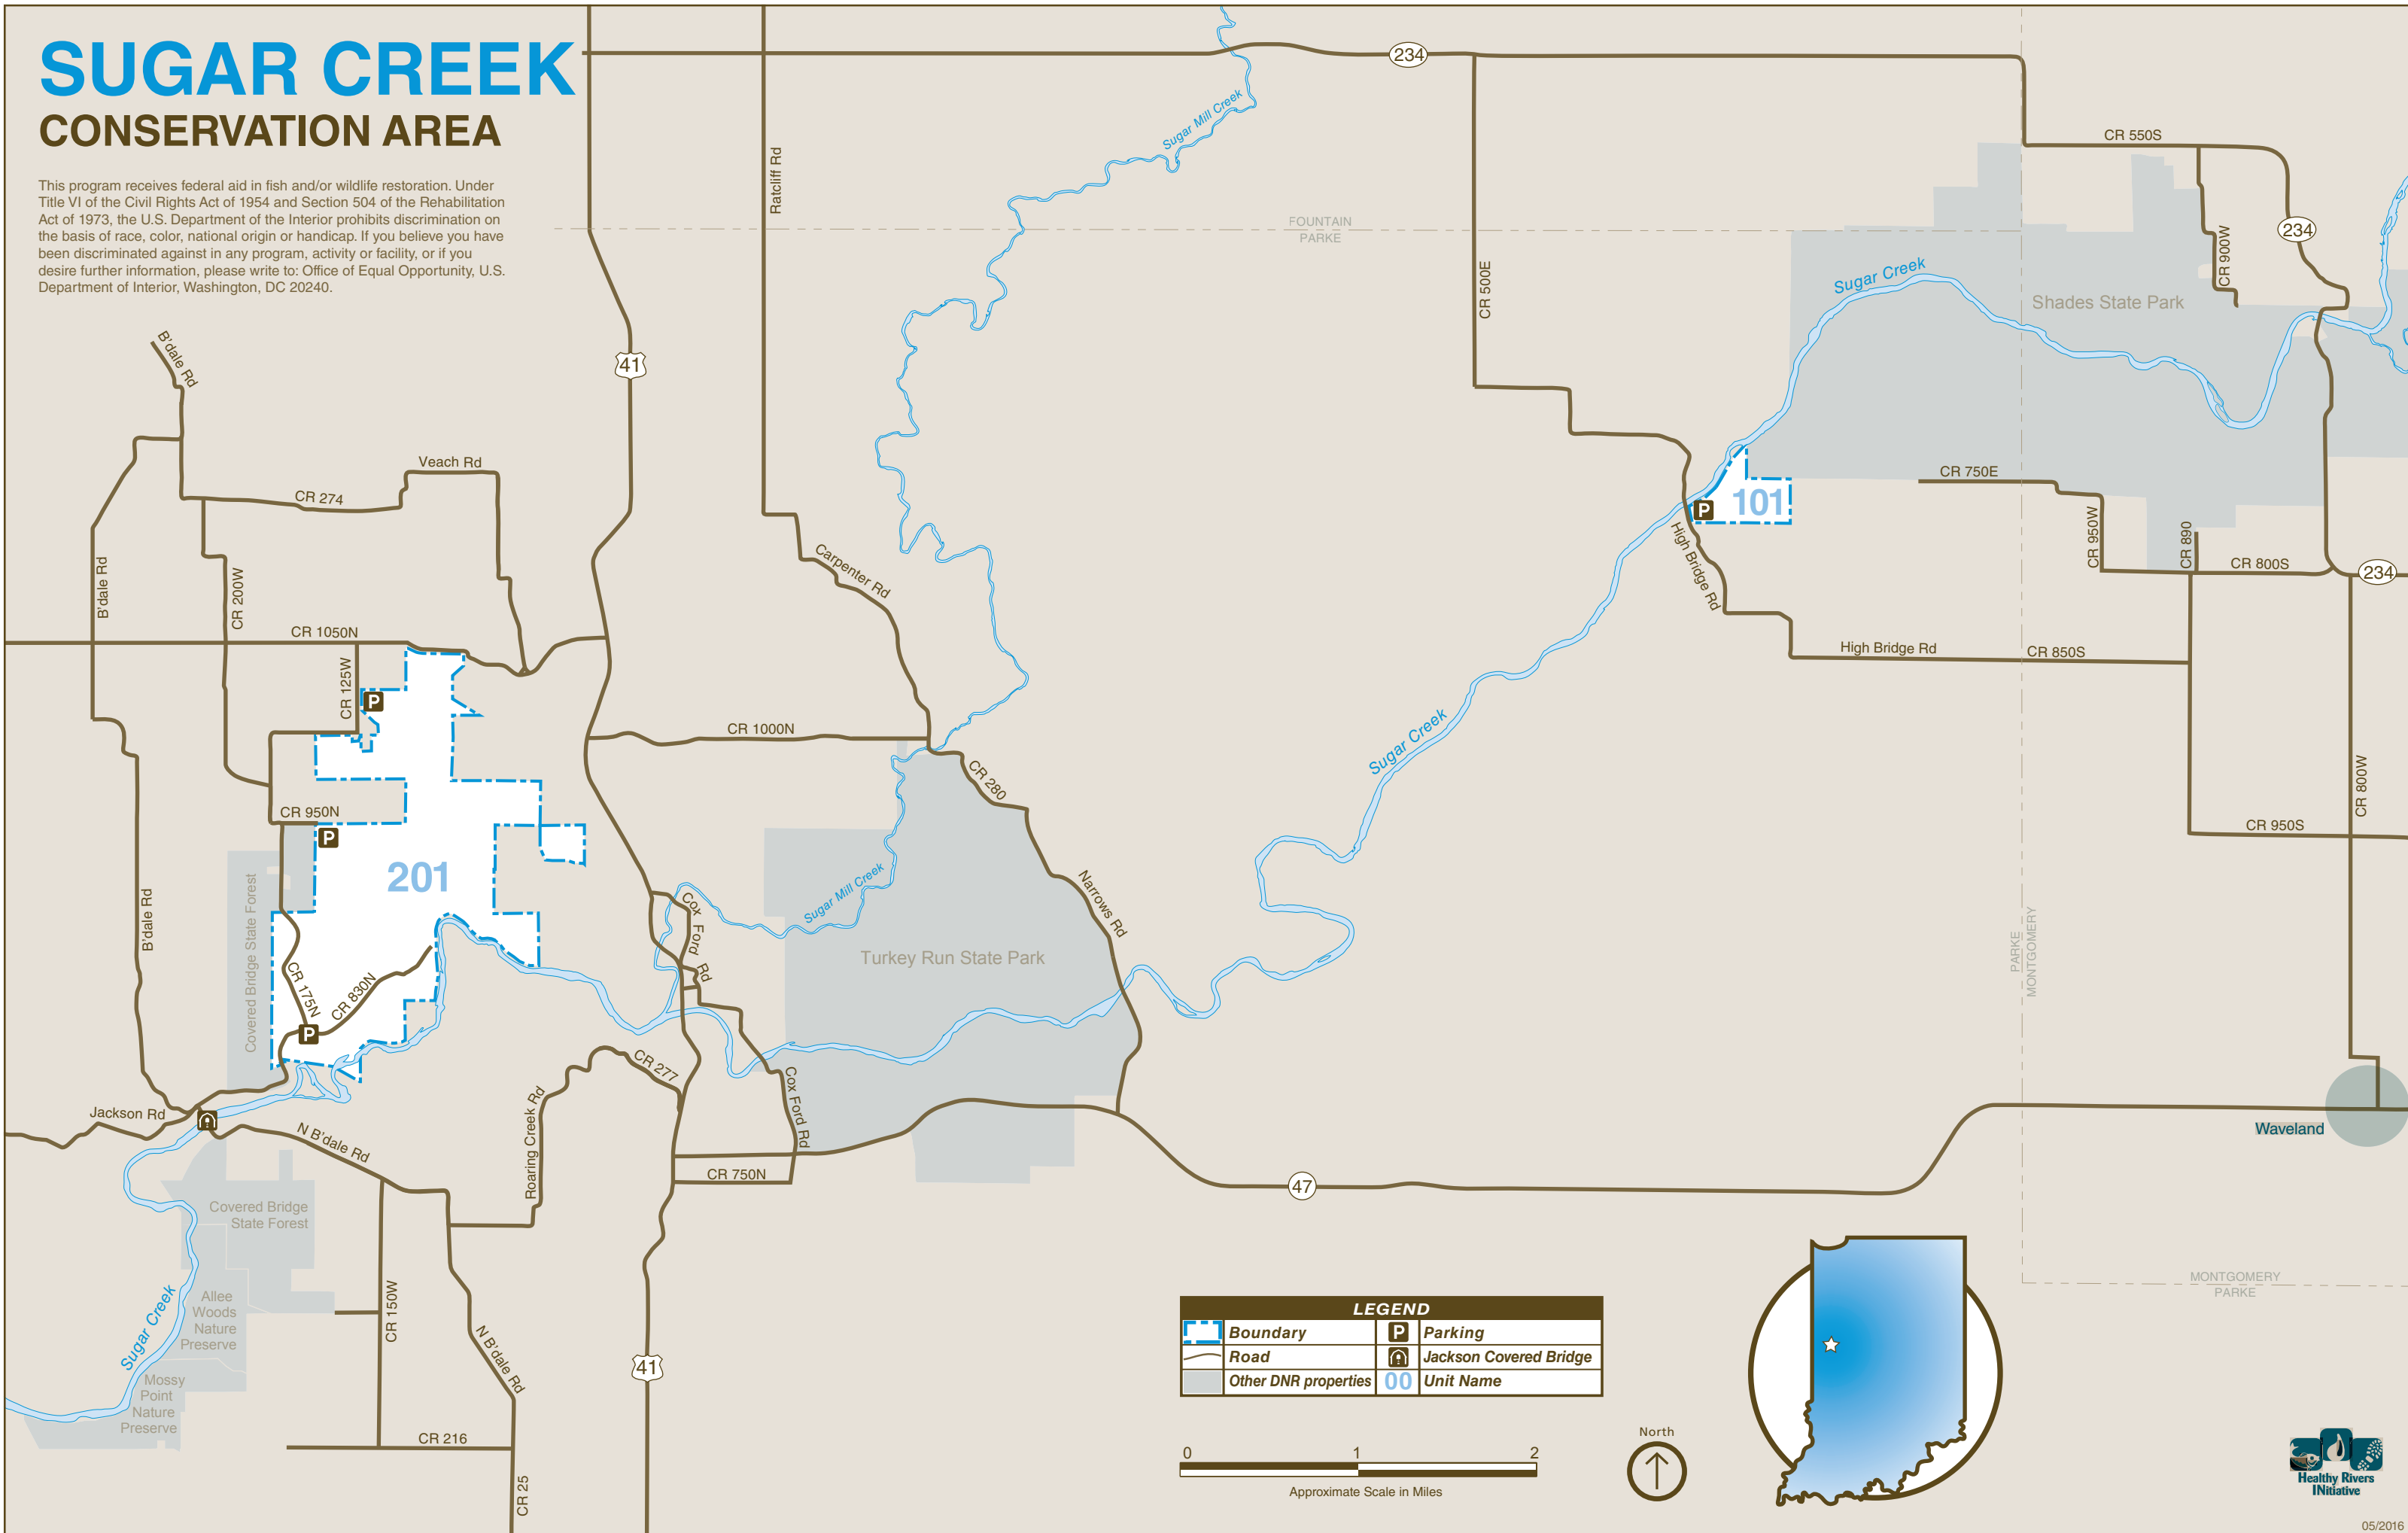 SUGAR CREEK
CONSERVATION AREA
This program receives federal aid in fish and/or wildlife restoration. Under
Title VI of the Civil Rights Act of 1954 and Section 504 of the Rehabilitation
Act of 1973, the U.S. Department of the Interior prohibits discrimination on
the basis of race, color, national origin or handicap. If you believe you have
been discriminated against in any program, activity or facility, or if you
desire further information, please write to: Office of Equal Opportunity, U.S.
Department of Interior, Washington, DC 20240.
234
Sugar Mill Creek
Ratcliff Rd
CR 550S
FOUNTAIN
PARKE
234
CR 900W
Sugar Creek
CR 500E
Shades State Park
B'dale Rd
41
Veach Rd
CR 274
CR 750E
101
P
High Bridge Rd
CR 950W
CR 890
CR 800S
234
Carpenter Rd
B'dale Rd
CR 200W
CR 1050N
CR 125W
P
High Bridge Rd
CR 850S
CR 1000N
Sugar Creek
CR 280
CR 800W
CR 950N
P
CR 950S
201
Covered Bridge State Forest
B'dale Rd
Sugar Mill Creek
Cox Ford Rd
Narrows Rd
Turkey Run State Park
PARKE
MONTGOMERY
CR 175N
CR 830N
P
CR 277
Roaring Creek Rd
Cox Ford Rd
Jackson Rd
N B'dale Rd
CR 750N
47
Waveland
Covered Bridge
State Forest
Allee
Woods
Nature
Preserve
Sugar Creek
Mossy
Point
Nature
Preserve
CR 150W
N B'dale Rd
41
CR 216
CR 25
MONTGOMERY
PARKE
LEGEND
Boundary
P
Parking
Road
Jackson Covered Bridge
Other DNR properties
00
Unit Name
0 1 2
Approximate Scale in Miles
North
Healthy Rivers
INitiative
05/2016